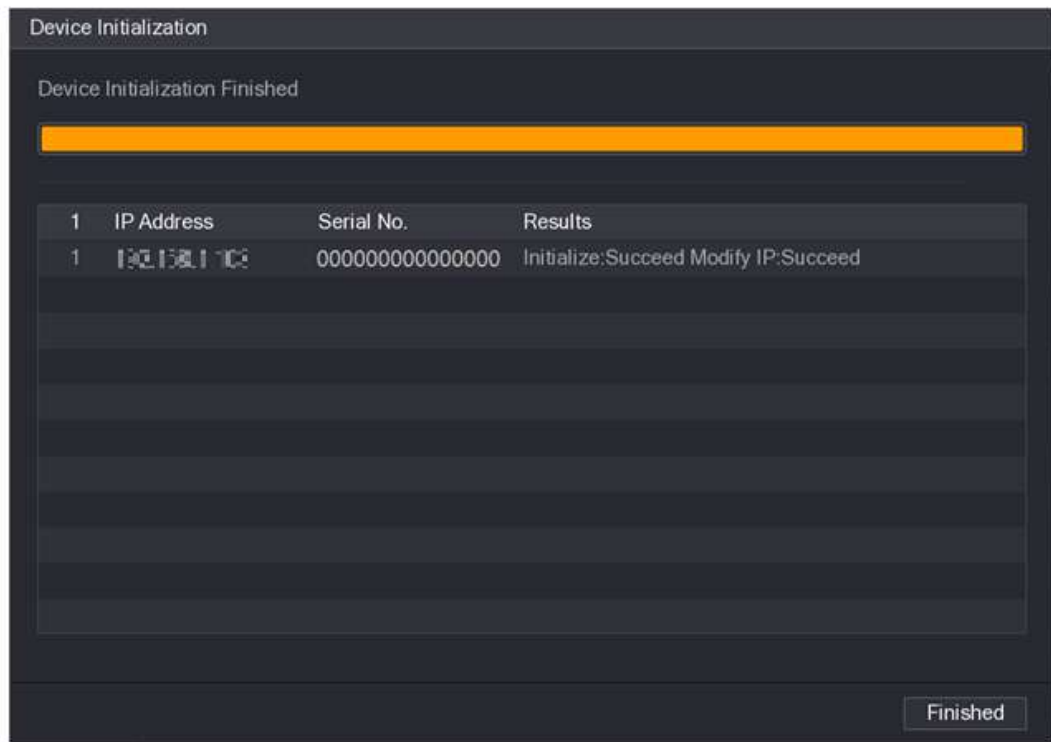 Device Initialization
Device Initialization Finished
1 IP Address Serial No. Results
1 000000000000000 Initialize:Succeed Modify IP:Succeed
Finished